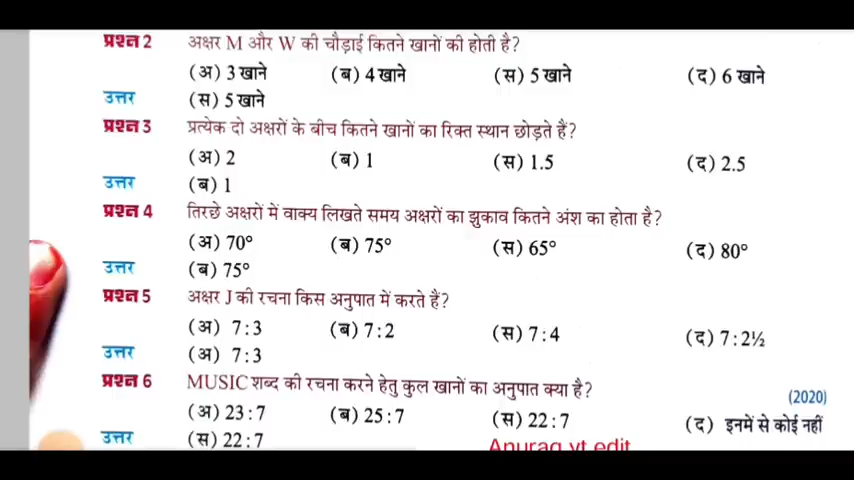 प्रश्न 2 अक्षर M और W की चौड़ाई कितने खानों की होती है?
(अ) 3 खाने (ब) 4 खाने (स) 5 खाने (द) 6 खाने
उत्तर (स) 5 खाने
प्रश्न 3 प्रत्येक दो अक्षरों के बीच कितने खानों का रिक्त स्थान छोड़ते हैं?
(अ) 2 (ब) 1 (स) 1.5 (द) 2.5
उत्तर (ब) 1
प्रश्न 4 तिरछे अक्षरों में वाक्य लिखते समय अक्षरों का झुकाव कितने अंश का होता है?
(अ) 70° (ब) 75° (स) 65° (द) 80°
उत्तर (ब) 75°
प्रश्न 5 अक्षर J की रचना किस अनुपात में करते हैं?
(अ) 7:3 (ब) 7:2 (स) 7:4 (द) 7:2½
उत्तर (अ) 7:3
प्रश्न 6 MUSIC शब्द की रचना करने हेतु कुल खानों का अनुपात क्या है?
(2020)
(अ) 23:7 (ब) 25:7 (स) 22:7 (द) इनमें से कोई नहीं
उत्तर (स) 22:7
Anurag yt edit